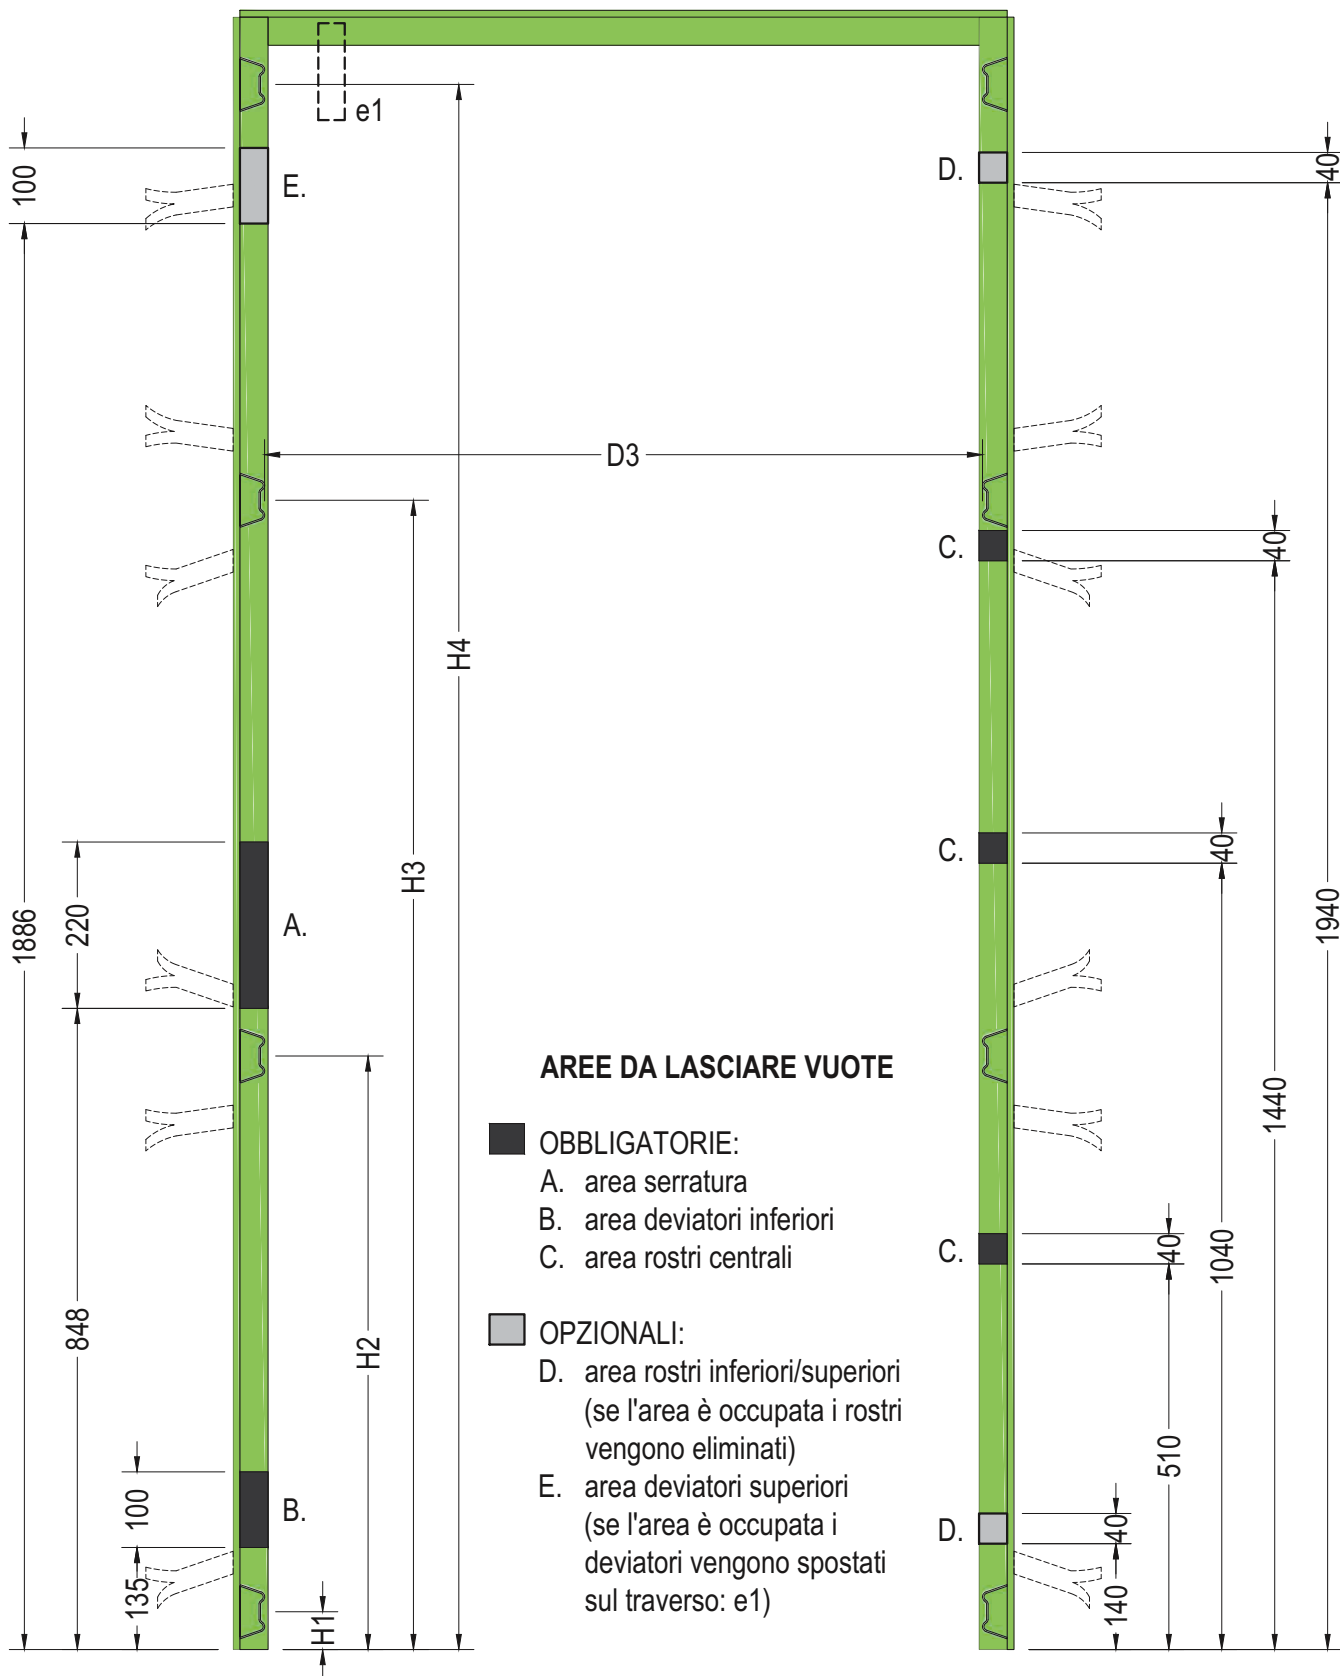 e1
100
E.
D.
40
D3
C.
40
H4
C.
40
H3
1886
220
A.
1940
AREE DA LASCIARE VUOTE
OBBLIGATORIE:
A. area serratura
B. area deviatori inferiori
C. area rostri centrali
1440
C.
40
1040
848
H2
OPZIONALI:
D. area rostri inferiori/superiori
(se l'area è occupata i rostri
vengono eliminati)
E. area deviatori superiori
(se l'area è occupata i
deviatori vengono spostati
sul traverso: e1)
510
100
B.
D.
40
135
H1
140